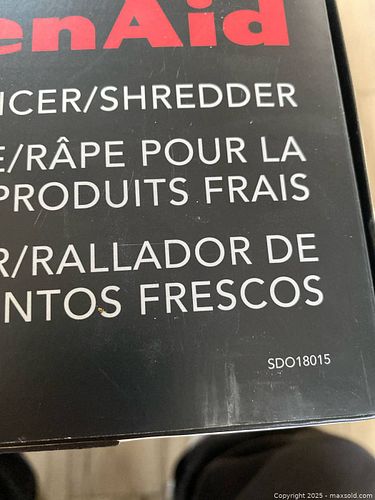 enAid
ICER/SHREDDER
E/RÂPE POUR LA
PRODUITS FRAIS
R/RALLADOR DE
NTOS FRESCOS
SDO18015
Copyright 2025 - maxsold.com